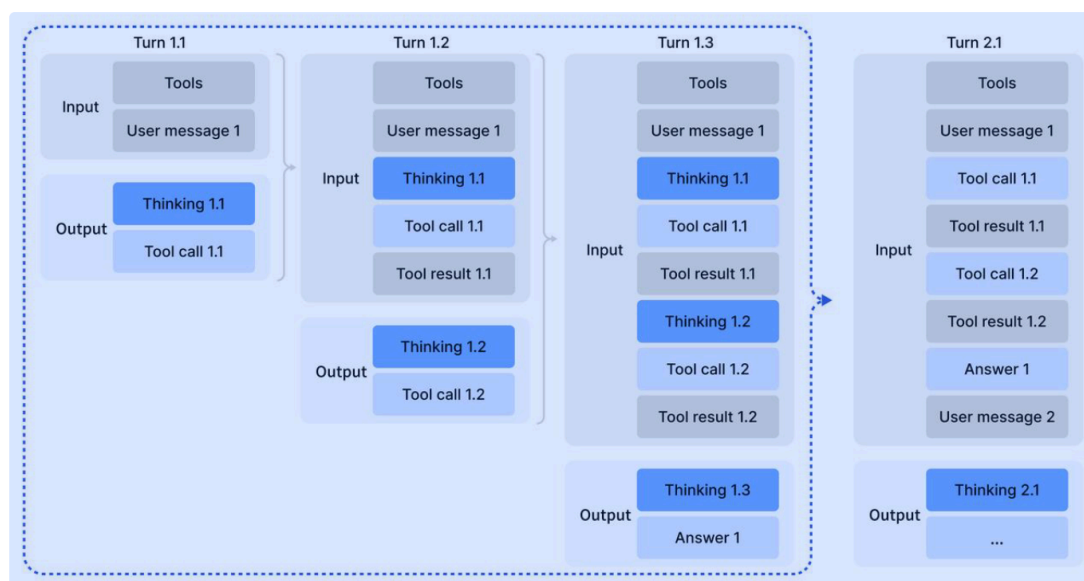 Turn 1.1
Input
Tools
User message 1
Output
Thinking 1.1
Tool call 1.1
Turn 1.2
Input
Tools
User message 1
Thinking 1.1
Tool call 1.1
Tool result 1.1
Output
Thinking 1.2
Tool call 1.2
Turn 1.3
Input
Tools
User message 1
Thinking 1.1
Tool call 1.1
Tool result 1.1
Thinking 1.2
Tool call 1.2
Tool result 1.2
Output
Thinking 1.3
Answer 1
Turn 2.1
Input
Tools
User message 1
Tool call 1.1
Tool result 1.1
Tool call 1.2
Tool result 1.2
Answer 1
User message 2
Output
Thinking 2.1
...